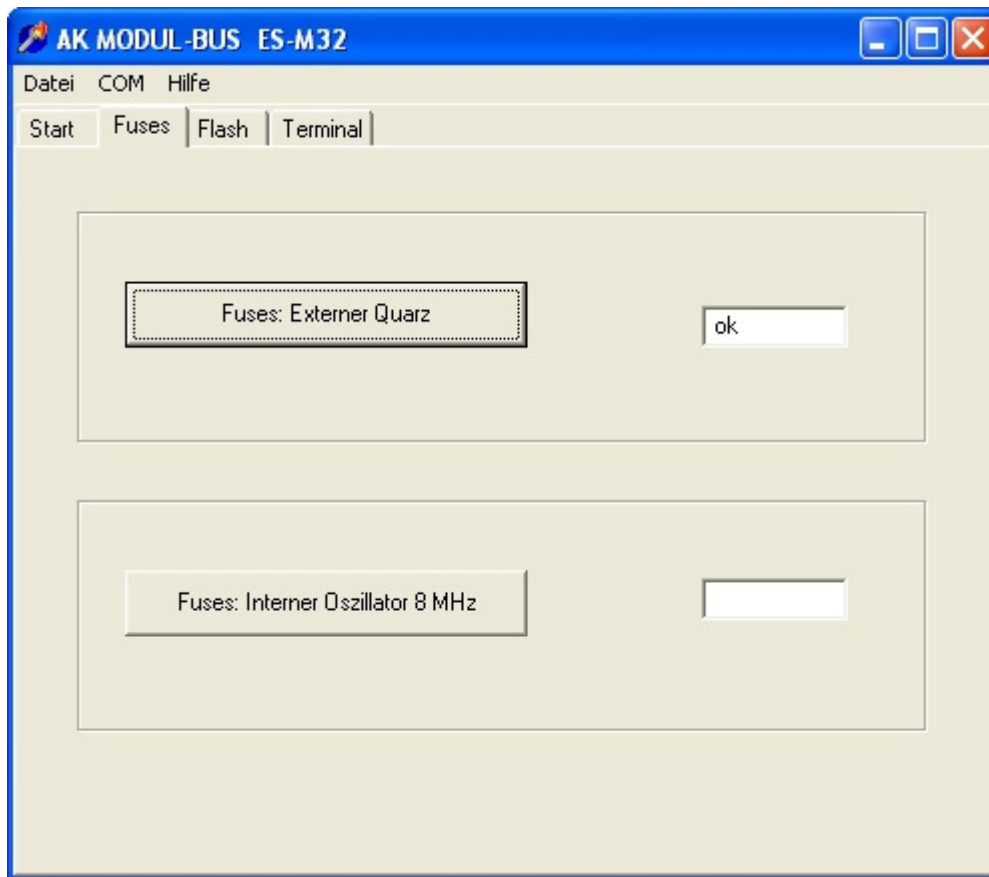 AK MODUL-BUS ES-M32
Datei COM Hilfe
Start Fuses Flash Terminal
Fuses: Externer Quarz
ok
Fuses: Interner Oszillator 8 MHz